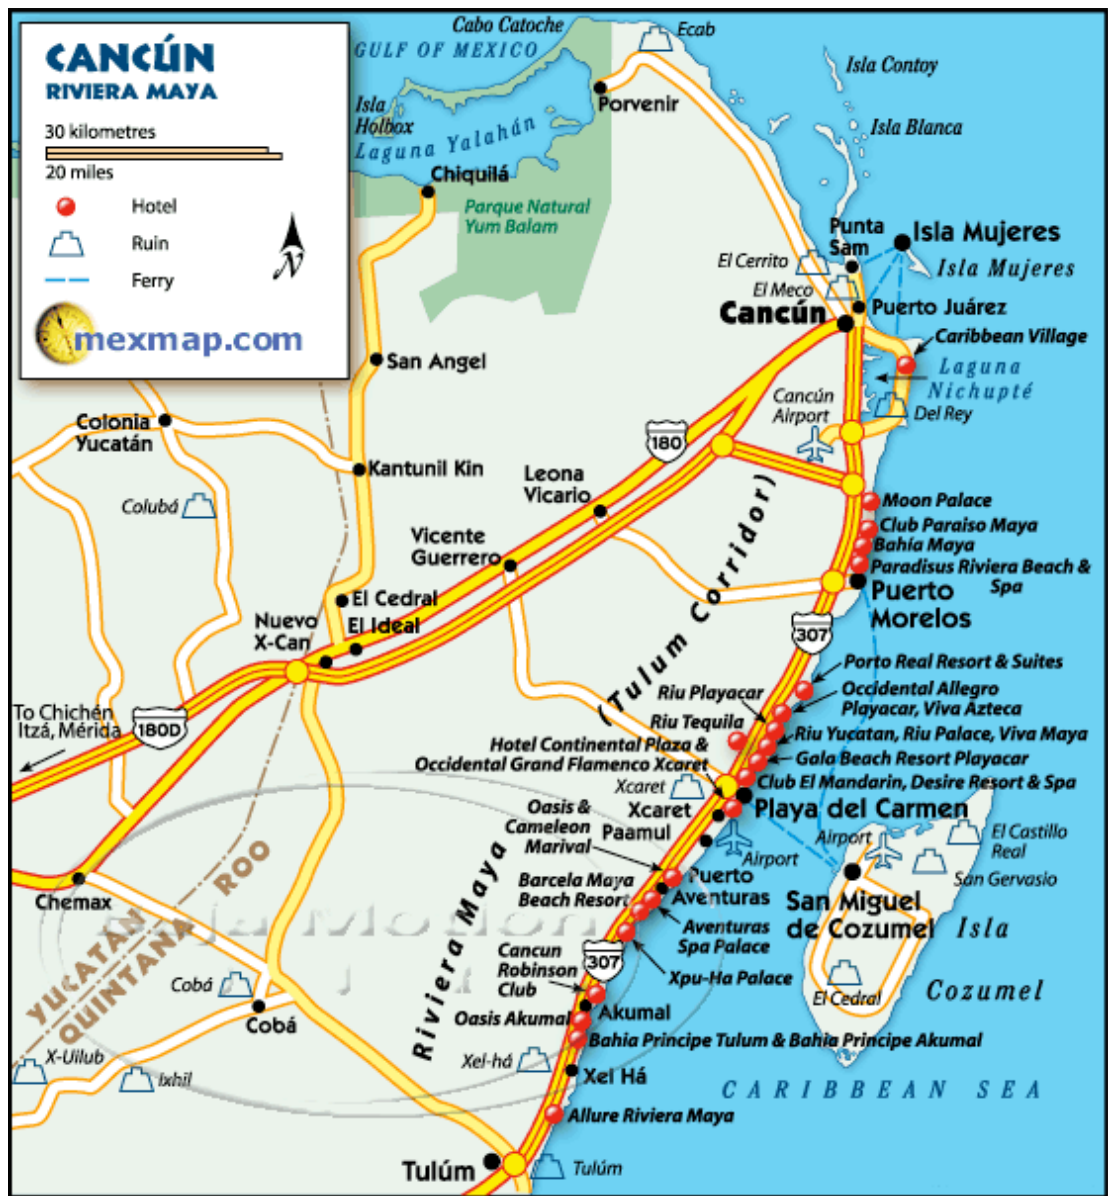 CANCÚN
RIVIERA MAYA
30 kilometres
20 miles
Hotel
Ruin
Ferry
N
mexmap.com
Cabo Catoche
GULF OF MEXICO
Ecab
Isla
Holbox
Porvenir
Laguna Yalahán
Isla Contoy
Isla Blanca
Chiquilá
Parque Natural
Yum Balam
Punta
Sam
Isla Mujeres
Isla Mujeres
El Cerrito
El Meco
Cancún
Puerto Juárez
Caribbean Village
Laguna
Nichupté
San Angel
Cancún
Airport
Del Rey
Colonia
Yucatán
180
Kantunil Kin
Leona
Vicario
Moon Palace
Colubá
Club Paraiso Maya
Bahía Maya
Vicente
Guerrero
Paradisus Riviera Beach &
Spa
Puerto
Morelos
El Cedral
El Ideal
Nuevo
X-Can
307
Riviera Maya (Tulum Corridor)
Porto Real Resort & Suites
Riu Playacar
Occidental Allegro
Playacar, Viva Azteca
To Chichén
Itzá, Mérida
180D
Riu Tequila
Riu Yucatan, Riu Palace, Viva Maya
Hotel Continental Plaza &
Occidental Grand Flamenco Xcaret
Gala Beach Resort Playacar
Xcaret
Club El Mandarin, Desire Resort & Spa
Playa del Carmen
Oasis &
Cameleon
Marival
Xcaret
Paamul
Airport
Airport
El Castillo
Real
San Gervasio
Puerto
Aventuras
Barcela Maya
Beach Resort
San Miguel
de Cozumel
Isla
Cozumel
Chemax
YUCATAN
QUINTANA ROO
Baja Motion
Aventuras
Spa Palace
Cancun
Robinson
Club
307
Xpu-Ha Palace
El Cedral
Cobá
Cobá
Akumal
Oasis Akumal
Bahia Principe Tulum & Bahia Principe Akumal
X-Uilub
Ixhil
Xel-há
Xel Há
CARIBBEAN SEA
Allure Riviera Maya
Tulúm
Tulúm